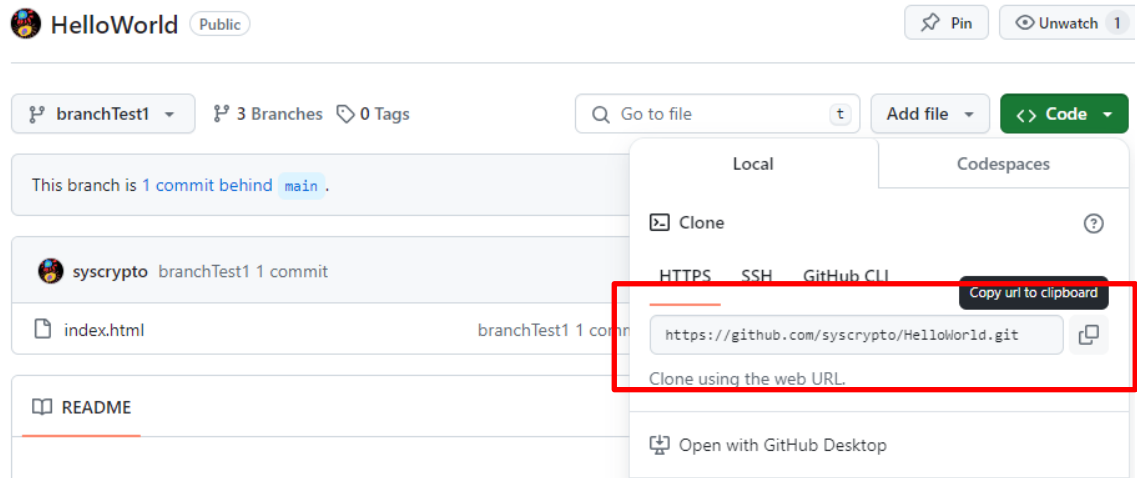 HelloWorld Public
Pin
Unwatch 1
branchTest1
3 Branches
0 Tags
Go to file
t
Add file
<> Code
This branch is 1 commit behind main .
Local
Codespaces
Clone
HTTPS
SSH
GitHub CLI
Copy url to clipboard
https://github.com/syscrypto/HelloWorld.git
Clone using the web URL.
Open with GitHub Desktop
syscrypto branchTest1 1 commit
index.html
branchTest1 1
README